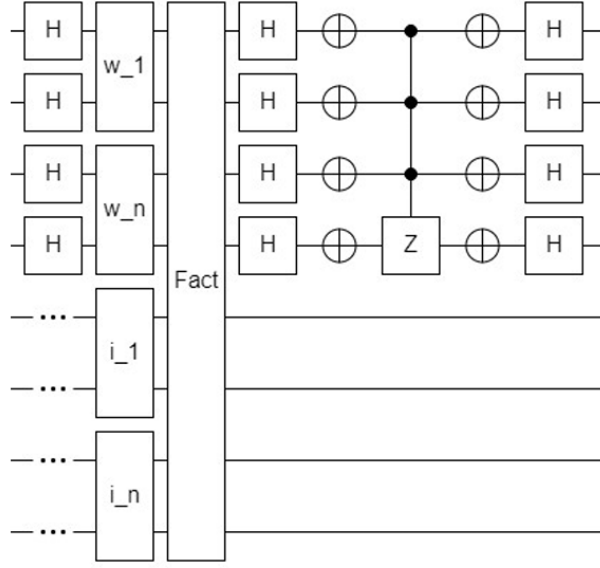 H w_1 H H
H H H
H w_n H H
H H Z H
Fact
... i_1
...
... i_n
...